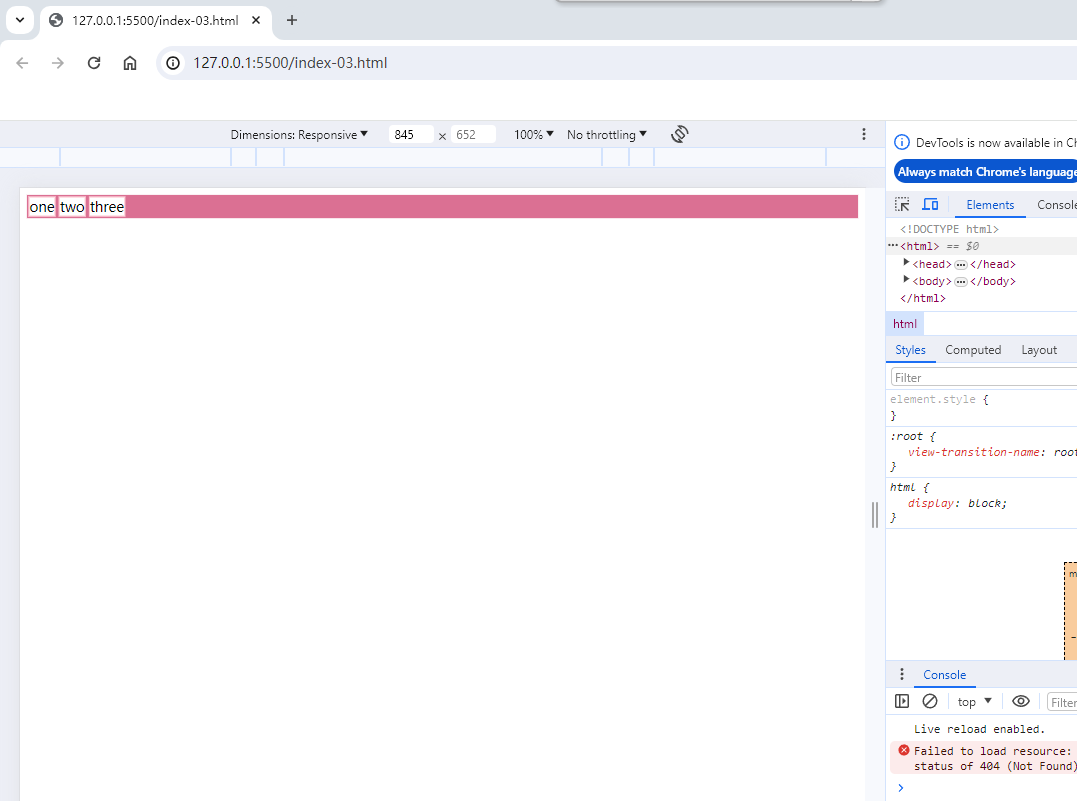 127.0.0.1:5500/index-03.html
127.0.0.1:5500/index-03.html
Dimensions: Responsive 845 × 652 100% No throttling
one two three
DevTools is now available in Ch
Always match Chrome's language
Elements Console
<!DOCTYPE html>
<html> == $0
<head> ··· </head>
<body> ··· </body>
</html>
html
Styles Computed Layout
Filter
element.style {
}
:root {
view-transition-name: root
}
html {
display: block;
}
m
–
Console
top Filter
Live reload enabled.
Failed to load resource:
status of 404 (Not Found)